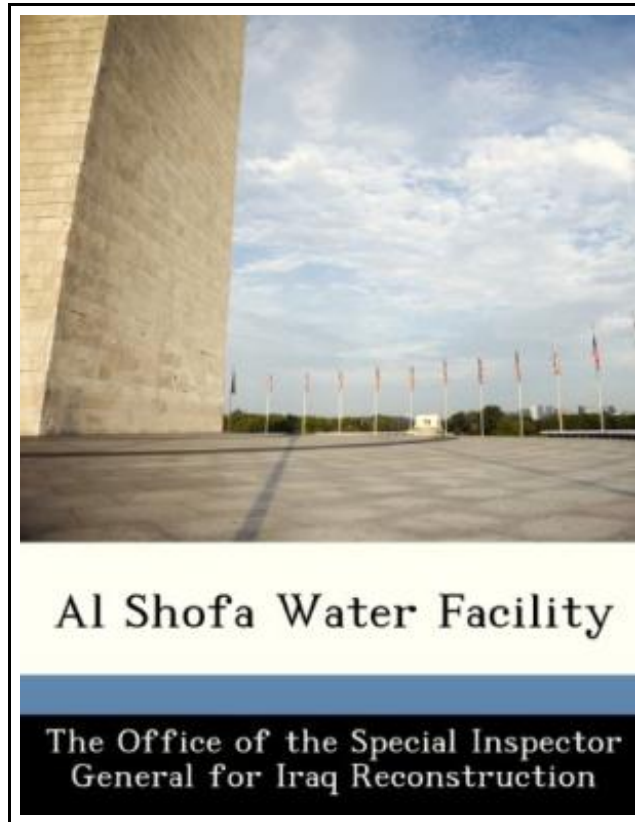 Al Shofa Water Facility
The Office of the Special Inspector
General for Iraq Reconstruction